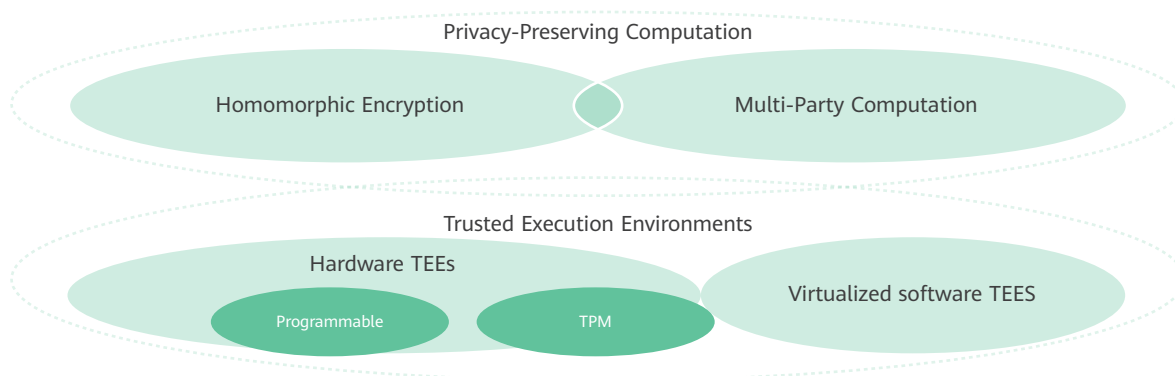 Privacy-Preserving Computation
Homomorphic Encryption
Multi-Party Computation
Trusted Execution Environments
Hardware TEEs
Virtualized software TEES
Programmable
TPM